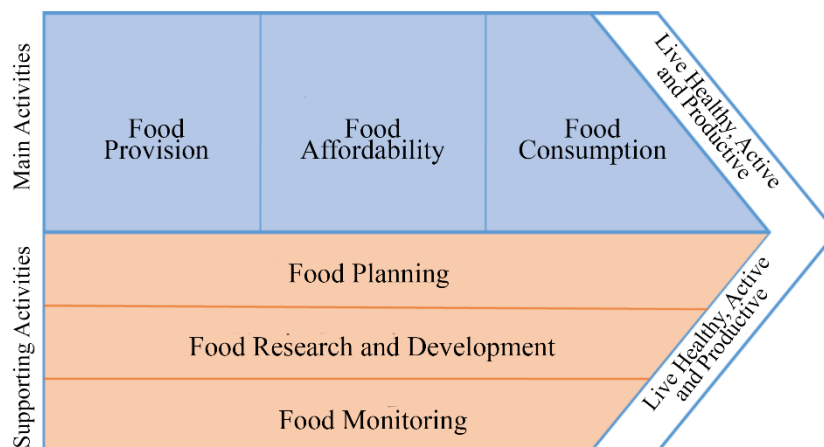 Main Activities
Food
Provision
Food
Affordability
Food
Consumption
Live Healthy, Active
and Productive
Supporting Activities
Food Planning
Food Research and Development
Food Monitoring
Live Healthy, Active
and Productive